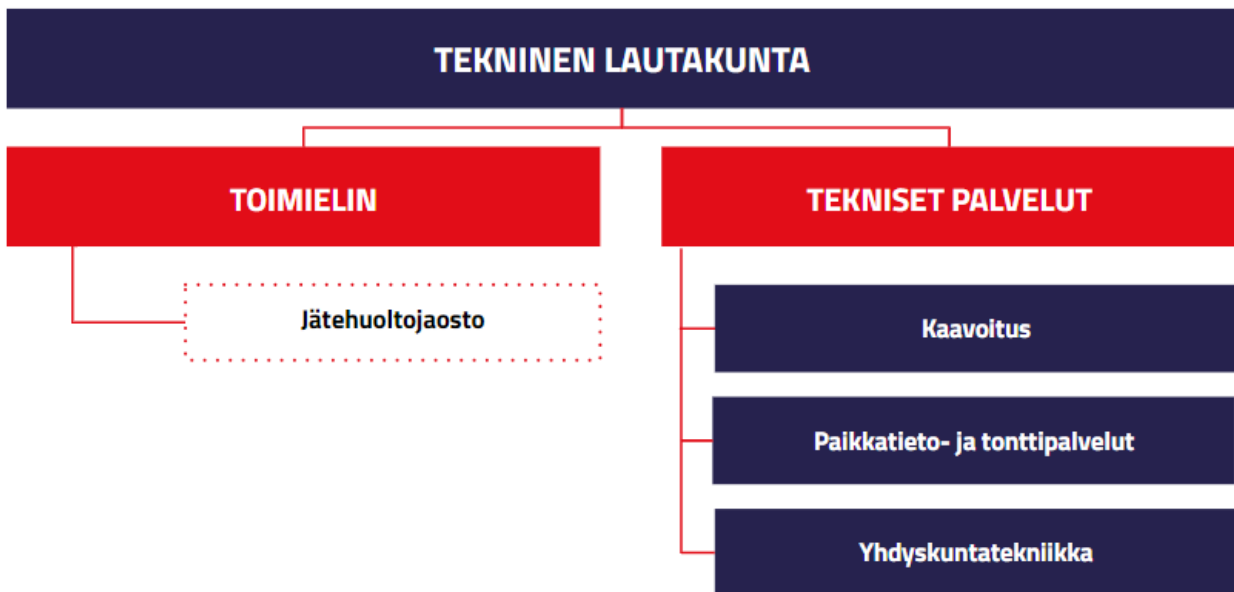 TEKNINEN LAUTAKUNTA
TOIMIELIN
Jätehuoltojaosto
TEKNISET PALVELUT
Kaavoitus
Paikkatieto- ja tonttipalvelut
Yhdyskuntatekniikka